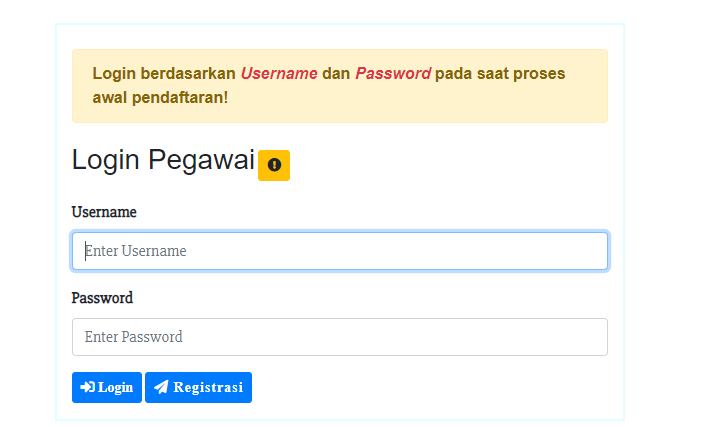 Login berdasarkan Username dan Password pada saat proses
awal pendaftaran!
Login Pegawai
Username
Enter Username
Password
Enter Password
Login Registrasi